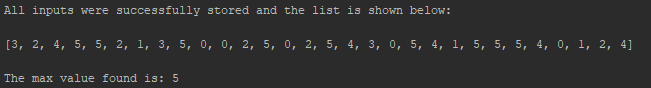 All inputs were successfully stored and the list is shown below:
[3, 2, 4, 5, 5, 2, 1, 3, 5, 0, 0, 2, 5, 0, 2, 5, 4, 3, 0, 5, 4, 1, 5, 5, 5, 4, 0, 1, 2, 4]
The max value found is: 5